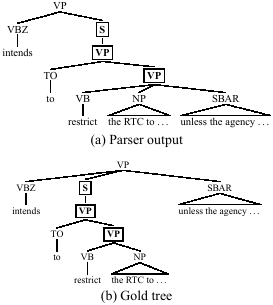 VP
VBZ S
intends VP
TO VP
to VB NP SBAR
restrict the RTC to . . . unless the agency . . .
(a) Parser output
VP
VBZ S SBAR
intends VP unless the agency . . .
TO VP
to VB NP
restrict the RTC to . . .
(b) Gold tree